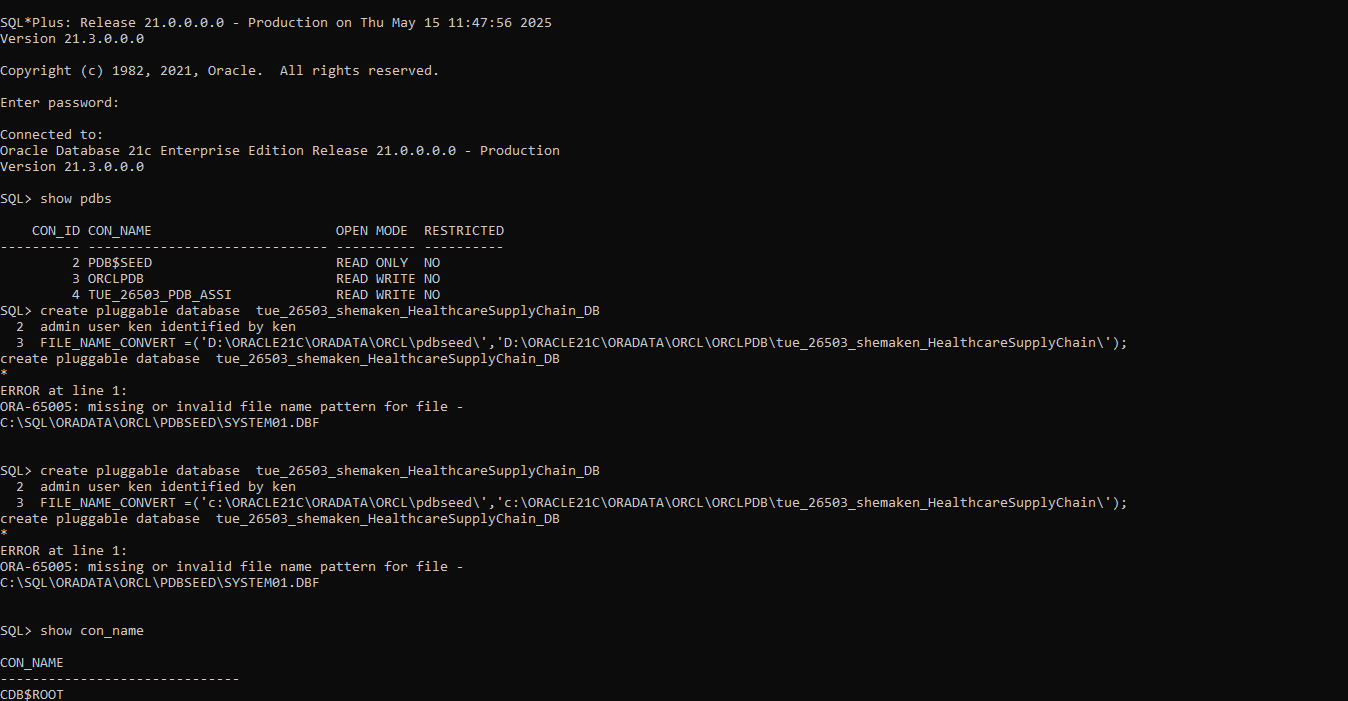 SQL*Plus: Release 21.0.0.0.0 - Production on Thu May 15 11:47:56 2025
Version 21.3.0.0.0
Copyright (c) 1982, 2021, Oracle.  All rights reserved.
Enter password:
Connected to:
Oracle Database 21c Enterprise Edition Release 21.0.0.0.0 - Production
Version 21.3.0.0.0
SQL> show pdbs
    CON_ID CON_NAME                       OPEN MODE  RESTRICTED
---------- ------------------------------ ---------- ----------
         2 PDB$SEED                       READ ONLY  NO
         3 ORCLPDB                        READ WRITE NO
         4 TUE_26503_PDB_ASSI             READ WRITE NO
SQL> create pluggable database  tue_26503_shemaken_HealthcareSupplyChain_DB
  2  admin user ken identified by ken
  3  FILE_NAME_CONVERT =('D:\ORACLE21C\ORADATA\ORCL\pdbseed\','D:\ORACLE21C\ORADATA\ORCL\ORCLPDB\tue_26503_shemaken_HealthcareSupplyChain\');
create pluggable database  tue_26503_shemaken_HealthcareSupplyChain_DB
*
ERROR at line 1:
ORA-65005: missing or invalid file name pattern for file -
C:\SQL\ORADATA\ORCL\PDBSEED\SYSTEM01.DBF
SQL> create pluggable database  tue_26503_shemaken_HealthcareSupplyChain_DB
  2  admin user ken identified by ken
  3  FILE_NAME_CONVERT =('c:\ORACLE21C\ORADATA\ORCL\pdbseed\','c:\ORACLE21C\ORADATA\ORCL\ORCLPDB\tue_26503_shemaken_HealthcareSupplyChain\');
create pluggable database  tue_26503_shemaken_HealthcareSupplyChain_DB
*
ERROR at line 1:
ORA-65005: missing or invalid file name pattern for file -
C:\SQL\ORADATA\ORCL\PDBSEED\SYSTEM01.DBF
SQL> show con_name
CON_NAME
------------------------------
CDB$ROOT